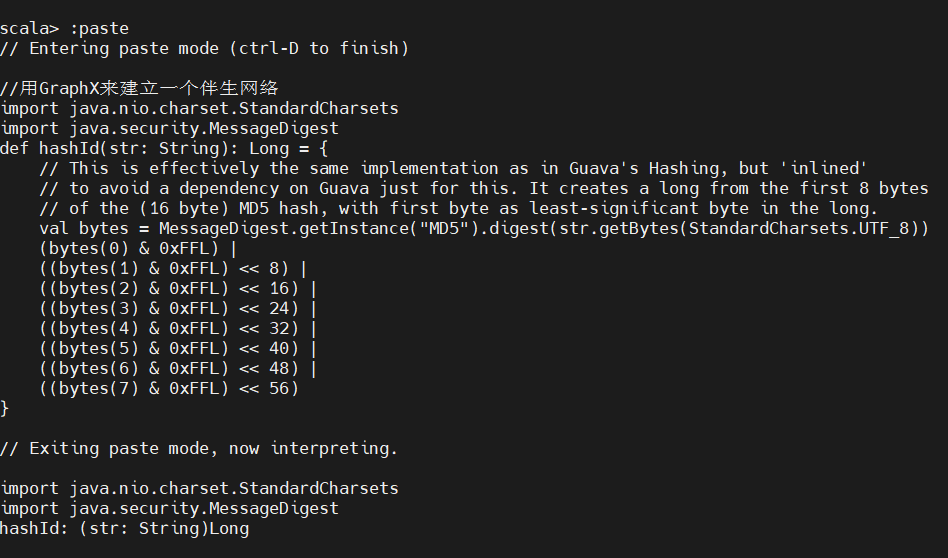 scala> :paste
// Entering paste mode (ctrl-D to finish)
//用GraphX来建立一个伴生网络
import java.nio.charset.StandardCharsets
import java.security.MessageDigest
def hashId(str: String): Long = {
    // This is effectively the same implementation as in Guava's Hashing, but 'inlined'
    // to avoid a dependency on Guava just for this. It creates a long from the first 8 bytes
    // of the (16 byte) MD5 hash, with first byte as least-significant byte in the long.
    val bytes = MessageDigest.getInstance("MD5").digest(str.getBytes(StandardCharsets.UTF_8))
    (bytes(0) & 0xFFL) |
    ((bytes(1) & 0xFFL) << 8) |
    ((bytes(2) & 0xFFL) << 16) |
    ((bytes(3) & 0xFFL) << 24) |
    ((bytes(4) & 0xFFL) << 32) |
    ((bytes(5) & 0xFFL) << 40) |
    ((bytes(6) & 0xFFL) << 48) |
    ((bytes(7) & 0xFFL) << 56)
}
// Exiting paste mode, now interpreting.
import java.nio.charset.StandardCharsets
import java.security.MessageDigest
hashId: (str: String)Long